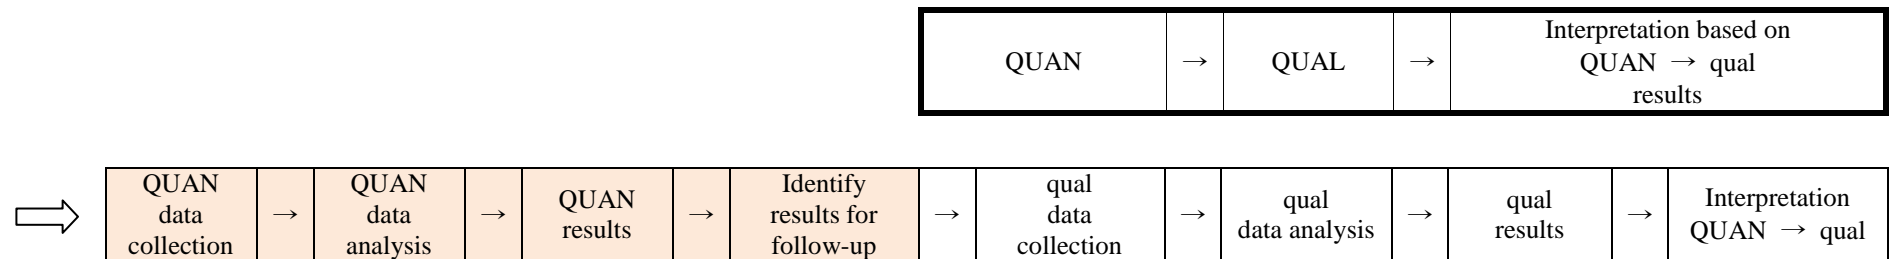 QUAN → QUAL → Interpretation based on
QUAN → qual
results
QUAN
data
collection
→
QUAN
data
analysis
→
QUAN
results
→
Identify
results for
follow-up
→
qual
data
collection
→
qual
data analysis
→
qual
results
→
Interpretation
QUAN → qual